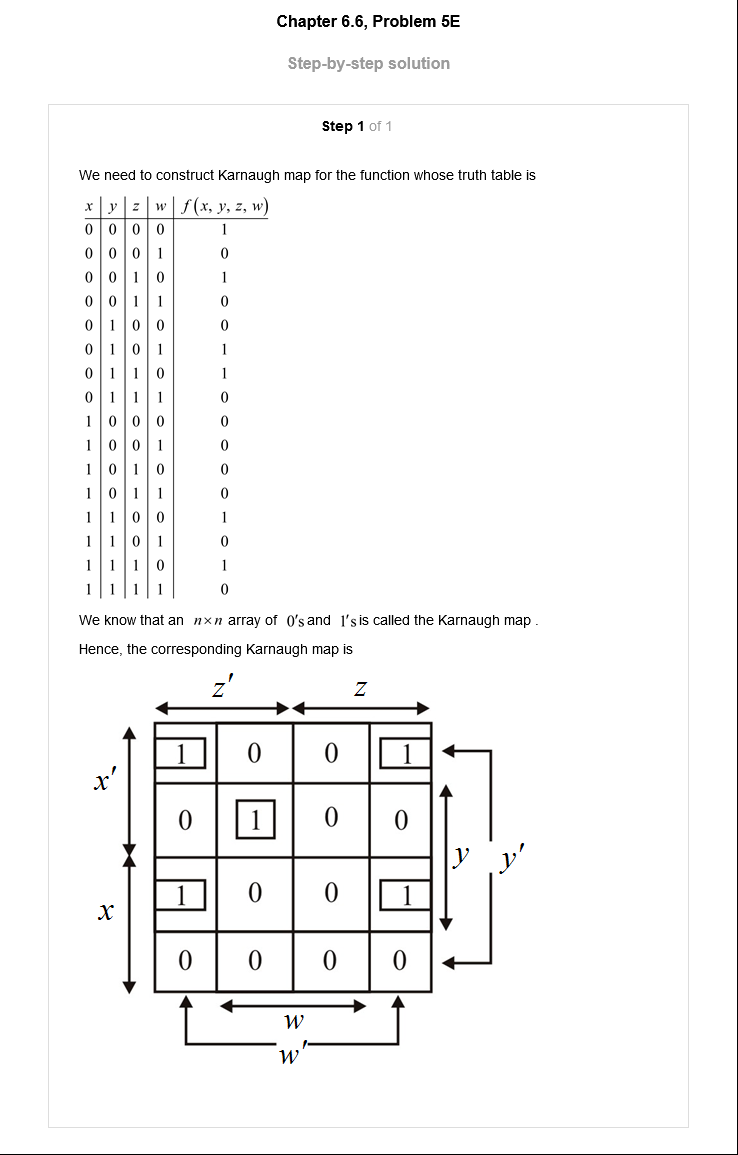 Chapter 6.6, Problem 5E
Step-by-step solution
Step 1 of 1
We need to construct Karnaugh map for the function whose truth table is
x y z w f(x, y, z, w)
0 0 0 0 1
0 0 0 1 0
0 0 1 0 1
0 0 1 1 0
0 1 0 0 0
0 1 0 1 1
0 1 1 0 1
0 1 1 1 0
1 0 0 0 0
1 0 0 1 0
1 0 1 0 0
1 0 1 1 0
1 1 0 0 1
1 1 0 1 0
1 1 1 0 1
1 1 1 1 0
We know that an n×n array of 0's and 1's is called the Karnaugh map .
Hence, the corresponding Karnaugh map is
z' z
1 0 0 1
x'
0 1 0 0
y y'
1 0 0 1
x
0 0 0 0
w
w'